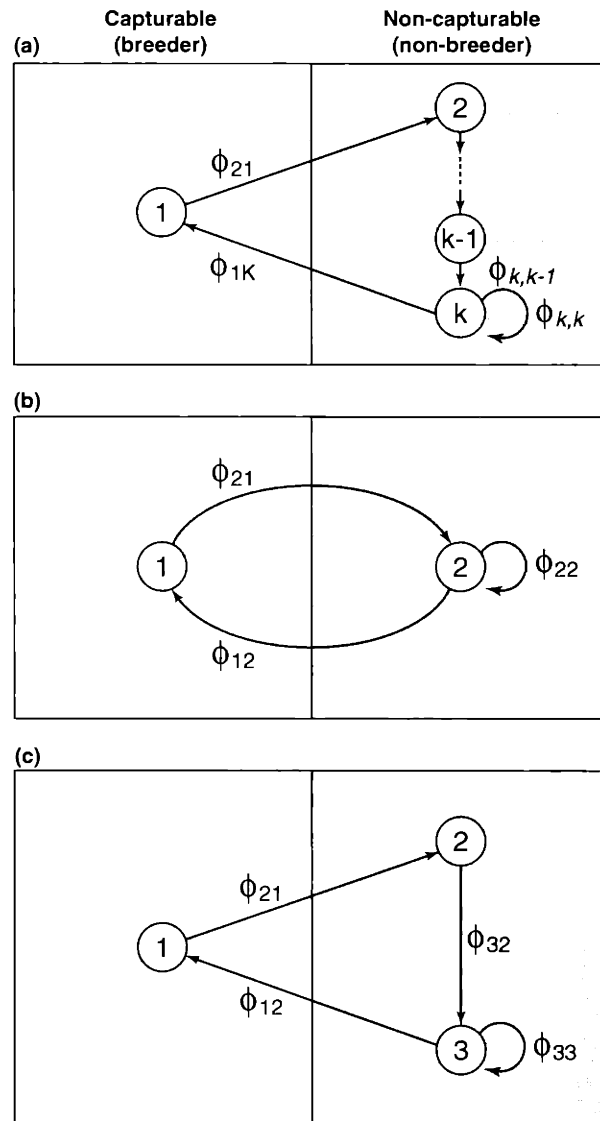 Capturable Non-capturable
(breeder) (non-breeder)
(a)
2
ϕ21
1
k-1
ϕ1K
ϕk,k-1
k
ϕk,k
(b)
ϕ21
1
2
ϕ22
ϕ12
(c)
2
ϕ21
1
ϕ32
ϕ12
3
ϕ33